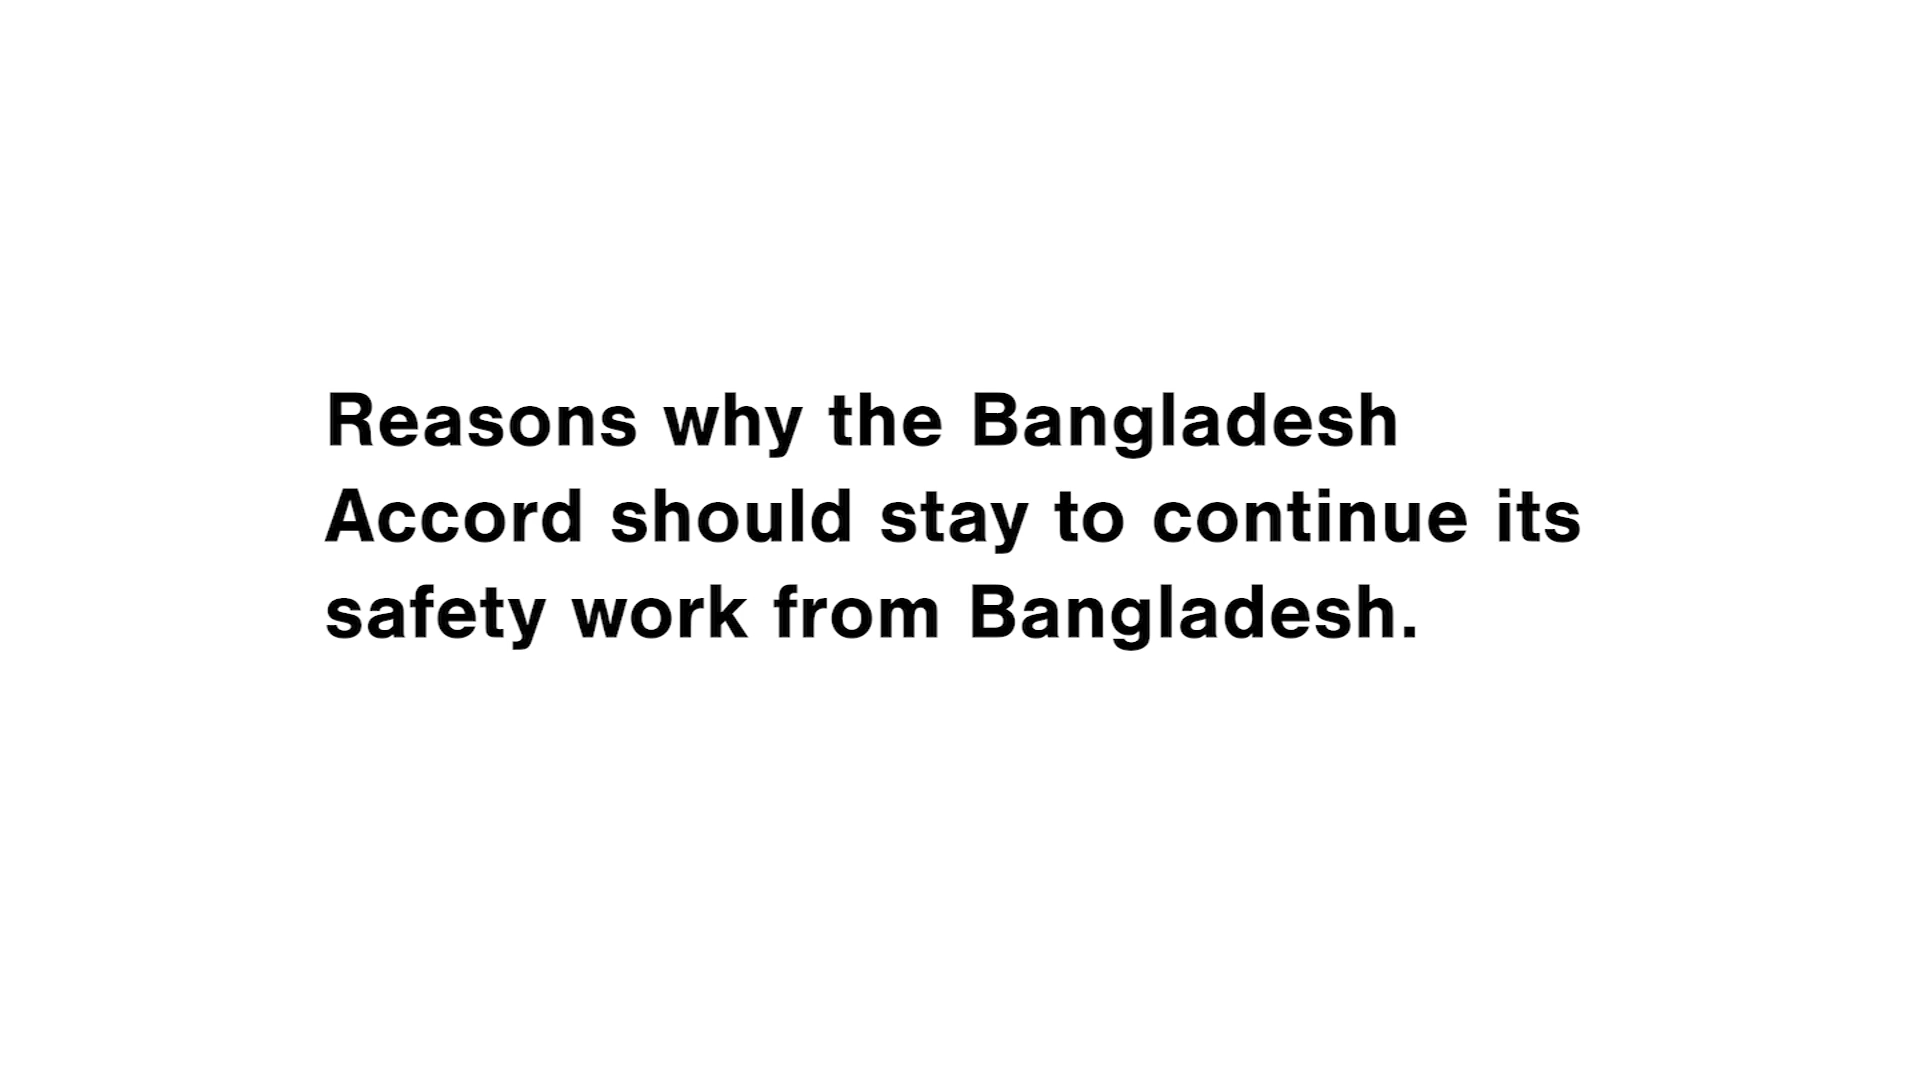 Reasons why the Bangladesh
Accord should stay to continue its
safety work from Bangladesh.